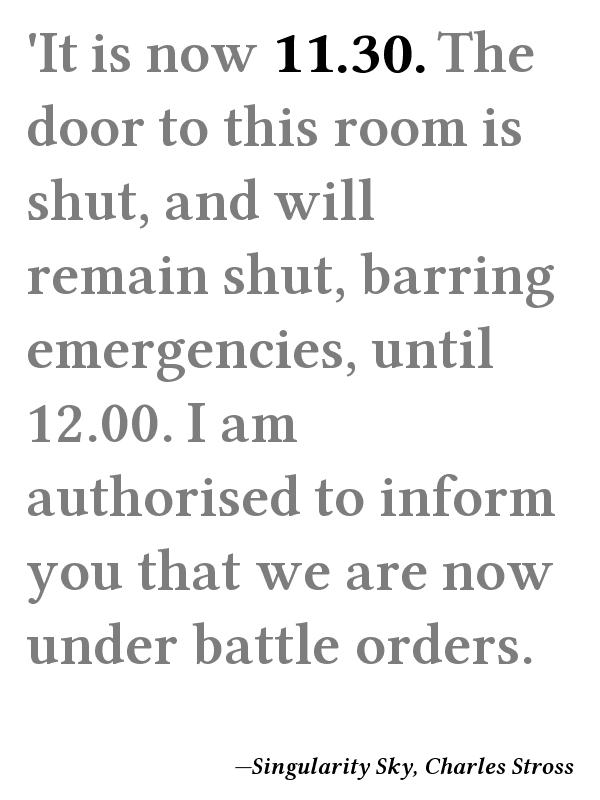 'It is now 11.30. The
door to this room is
shut, and will
remain shut, barring
emergencies, until
12.00. I am
authorised to inform
you that we are now
under battle orders.
—Singularity Sky, Charles Stross